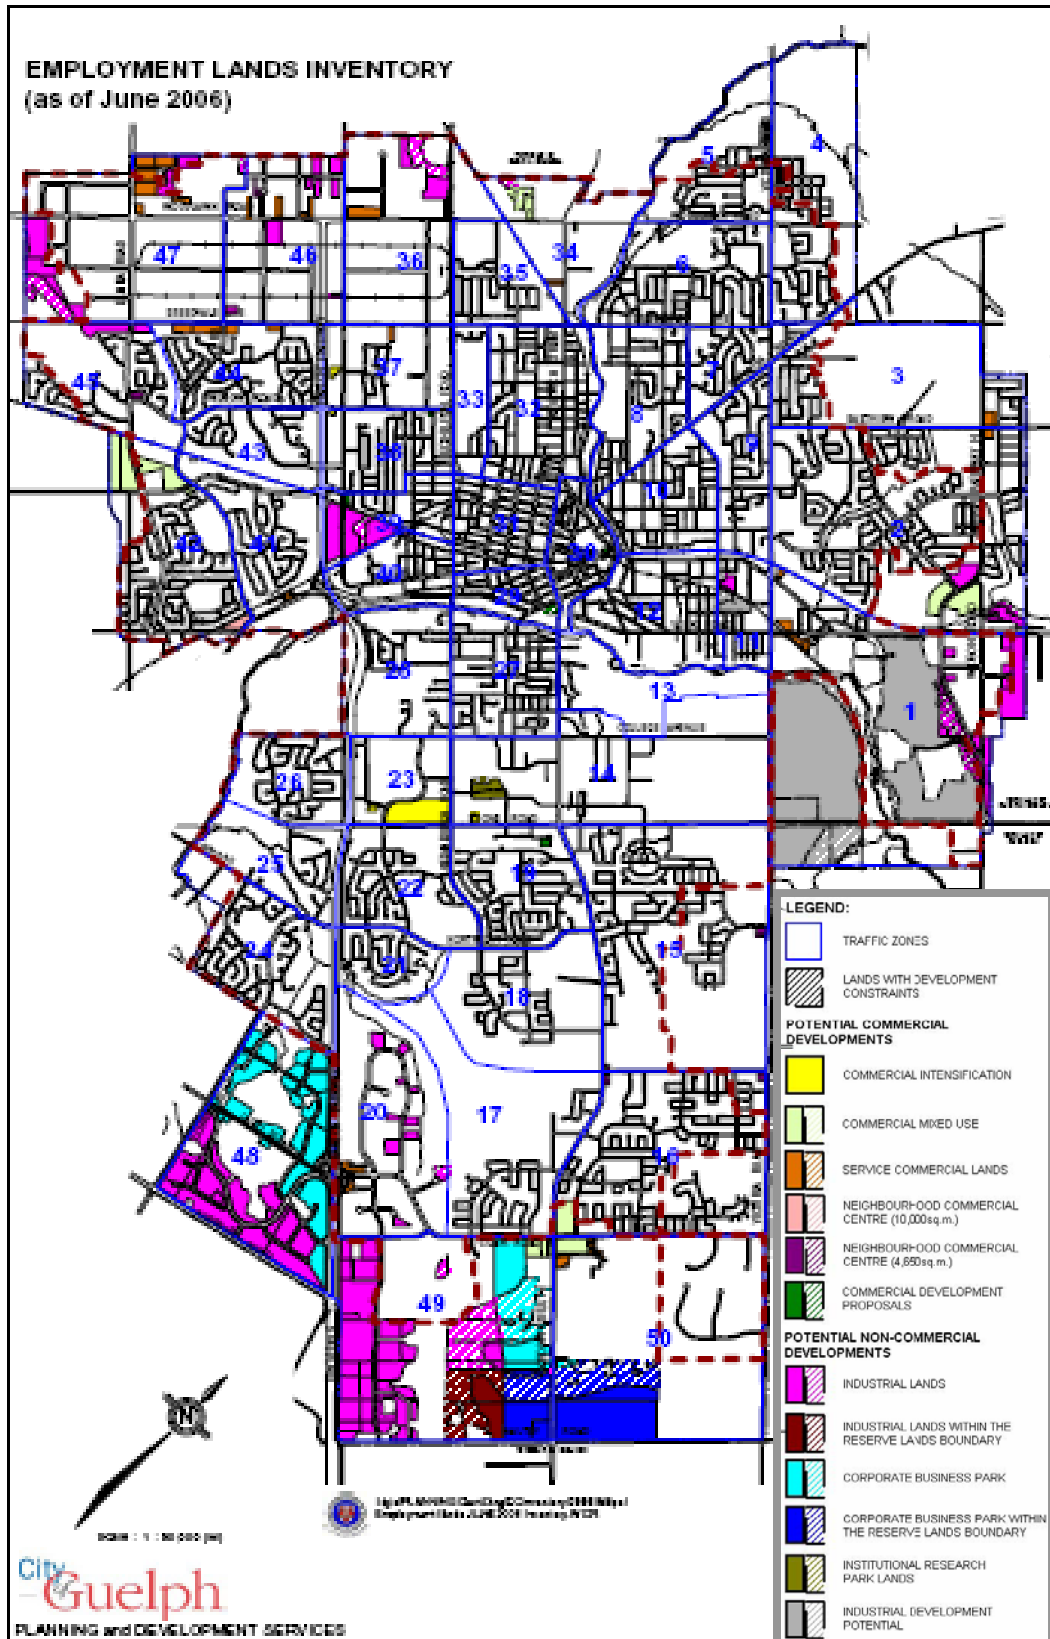 EMPLOYMENT LANDS INVENTORY
(as of June 2006)
5
4
47
46
36
35
34
6
3
45
44
37
33
32
8
7
9
43
38
10
2
42
41
39
31
30
40
29
12
11
28
27
13
1
26
23
14
25
22
19
24
21
18
15
20
17
48
16
49
50
N
LEGEND:
TRAFFIC ZONES
LANDS WITH DEVELOPMENT
CONSTRAINTS
POTENTIAL COMMERCIAL
DEVELOPMENTS
COMMERCIAL INTENSIFICATION
COMMERCIAL MIXED USE
SERVICE COMMERCIAL LANDS
NEIGHBOURHOOD COMMERCIAL
CENTRE (10,000sq.m.)
NEIGHBOURHOOD COMMERCIAL
CENTRE (4,650sq.m.)
COMMERCIAL DEVELOPMENT
PROPOSALS
POTENTIAL NON-COMMERCIAL
DEVELOPMENTS
INDUSTRIAL LANDS
INDUSTRIAL LANDS WITHIN THE
RESERVE LANDS BOUNDARY
CORPORATE BUSINESS PARK
CORPORATE BUSINESS PARK WITHIN
THE RESERVE LANDS BOUNDARY
INSTITUTIONAL RESEARCH
PARK LANDS
INDUSTRIAL DEVELOPMENT
POTENTIAL
City of
Guelph
PLANNING and DEVELOPMENT SERVICES